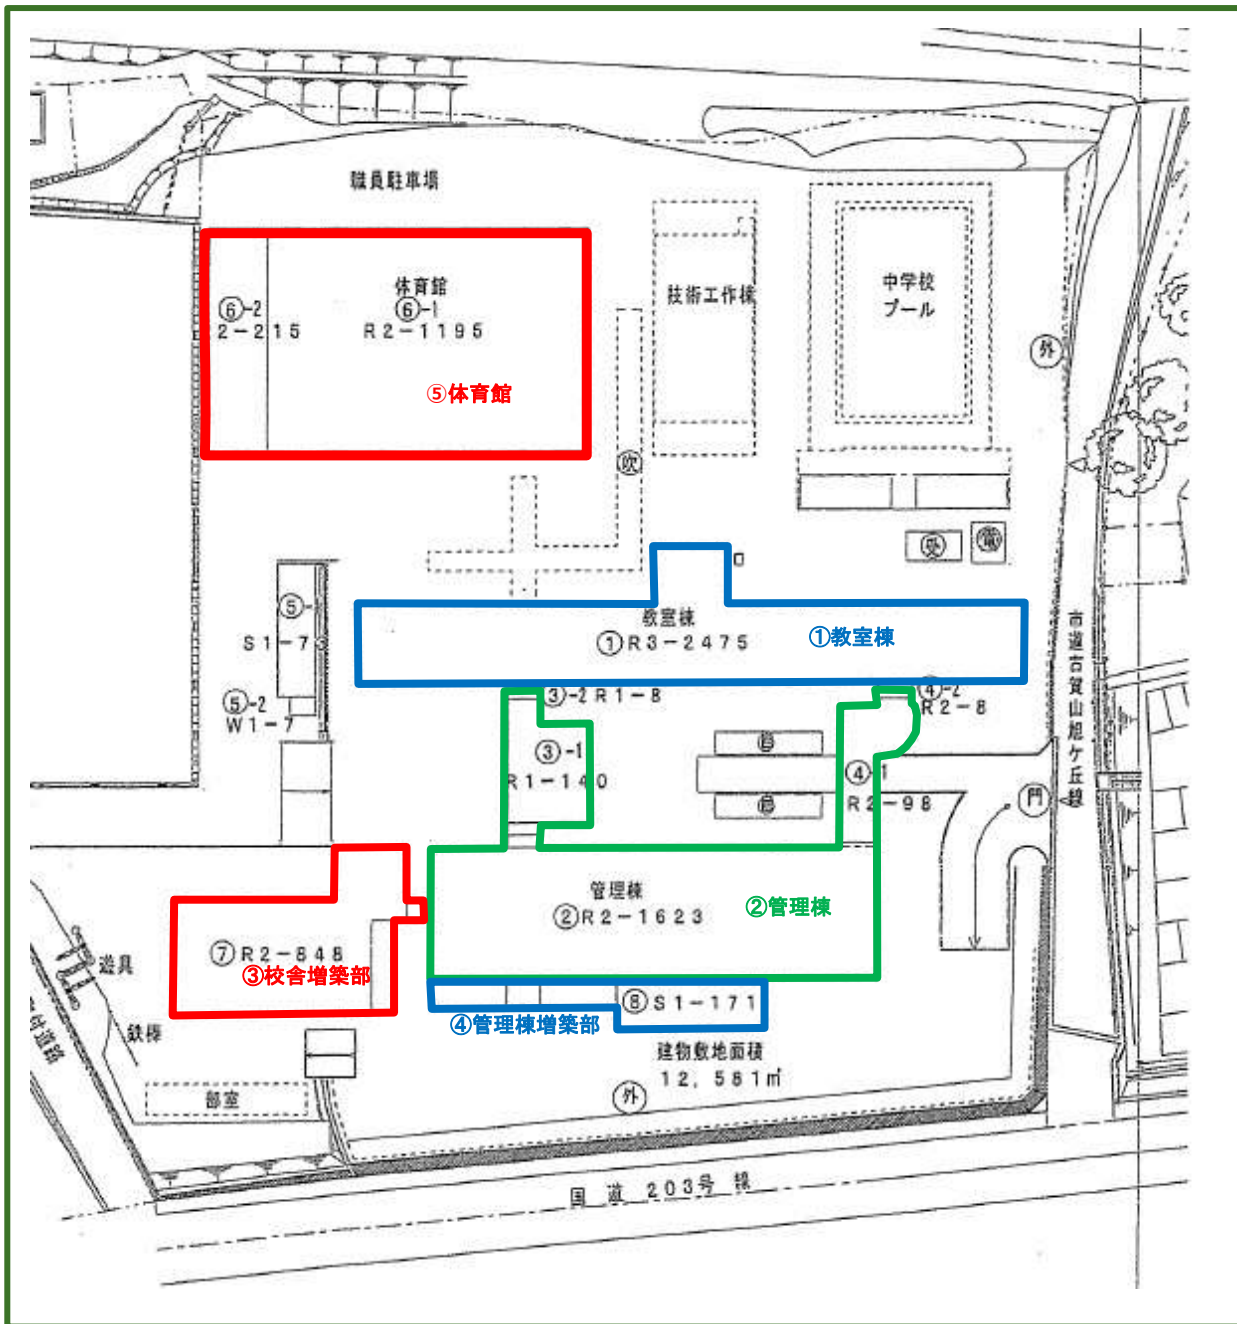 職員駐車場
体育館
⑥-2
⑥-1
2-215
R2-1195
⑤体育館
技術工作棟
中学校
プール
外
吹
受
電
教室棟
①R3-2475
①教室棟
⑤-
S1-7
⑤-2
W1-7
③-2 R1-8
④-2
R2-8
③-1
R1-140
④-1
R2-98
門
市道古賀山旭ケ丘線
管理棟
②R2-1623
②管理棟
⑦R2-848
③校舎増築部
⑧S1-171
④管理棟増築部
遊具
鉄棒
付道路
建物敷地面積
12,581㎡
部室
外
国道203号線